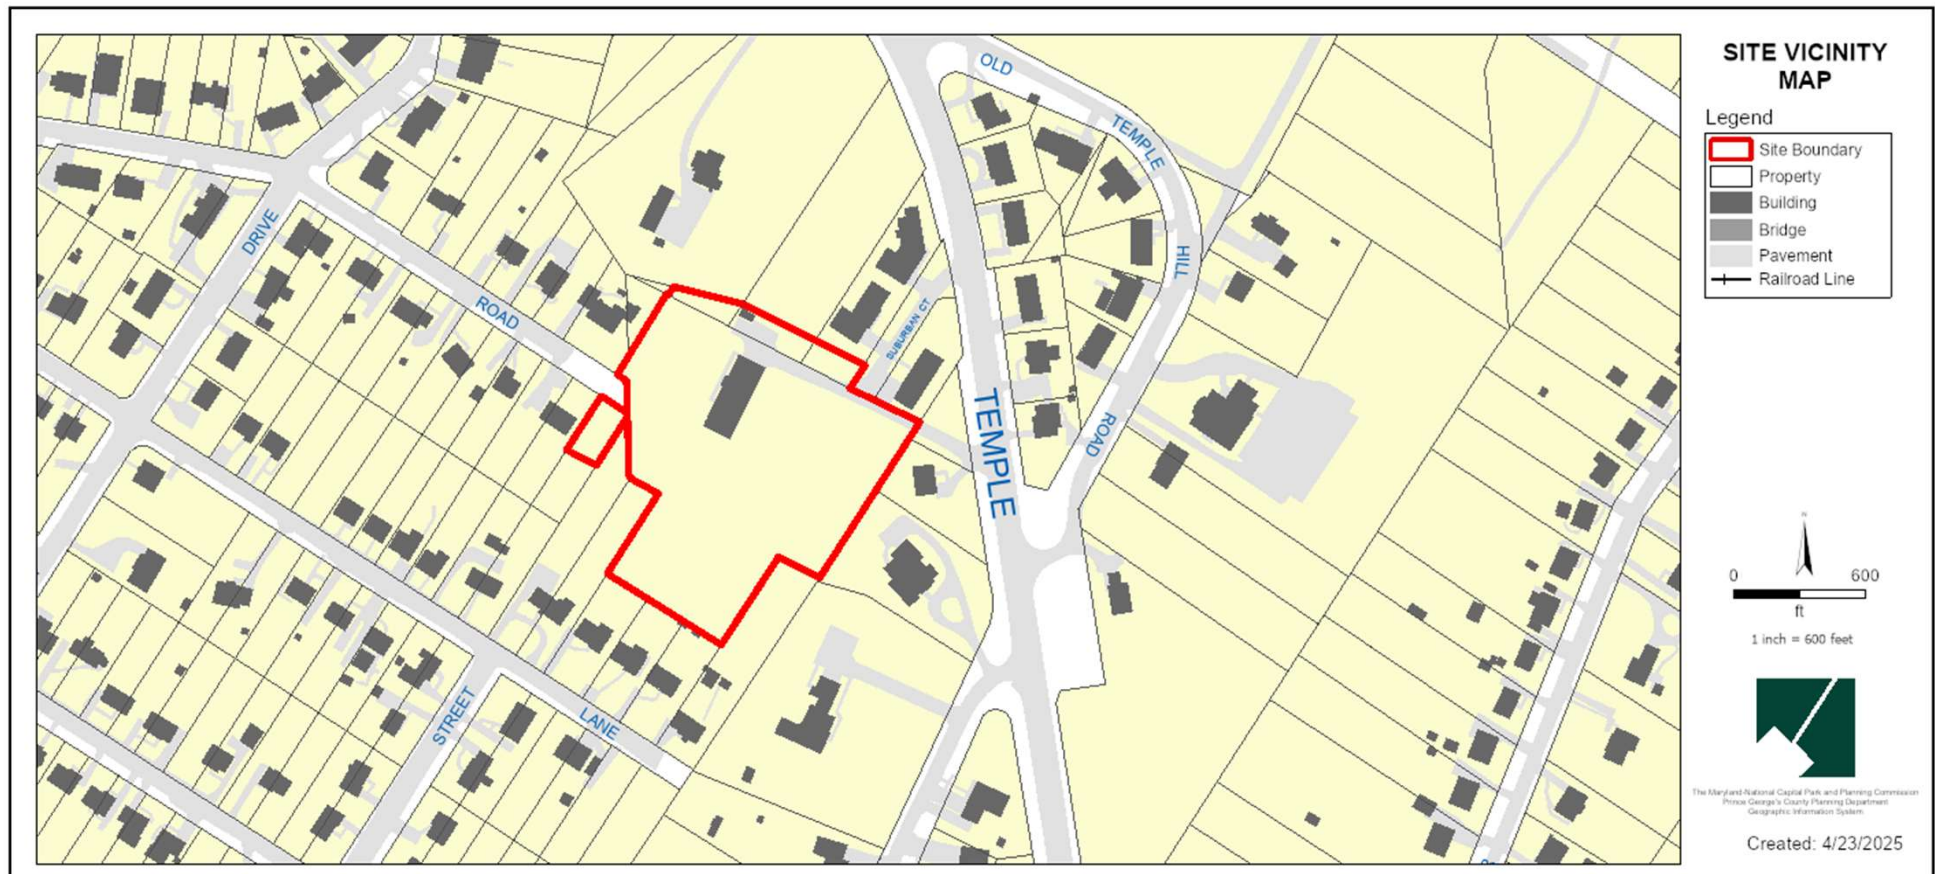 SITE VICINITY
MAP
Legend
Site Boundary
Property
Building
Bridge
Pavement
Railroad Line
N
0 600
ft
1 inch = 600 feet
The Maryland-National Capital Park and Planning Commission
Prince George's County Planning Department
Geographic Information System
Created: 4/23/2025
OLD
TEMPLE
HILL
ROAD
DRIVE
ROAD
SUBURBAN CT
TEMPLE
STREET
LANE